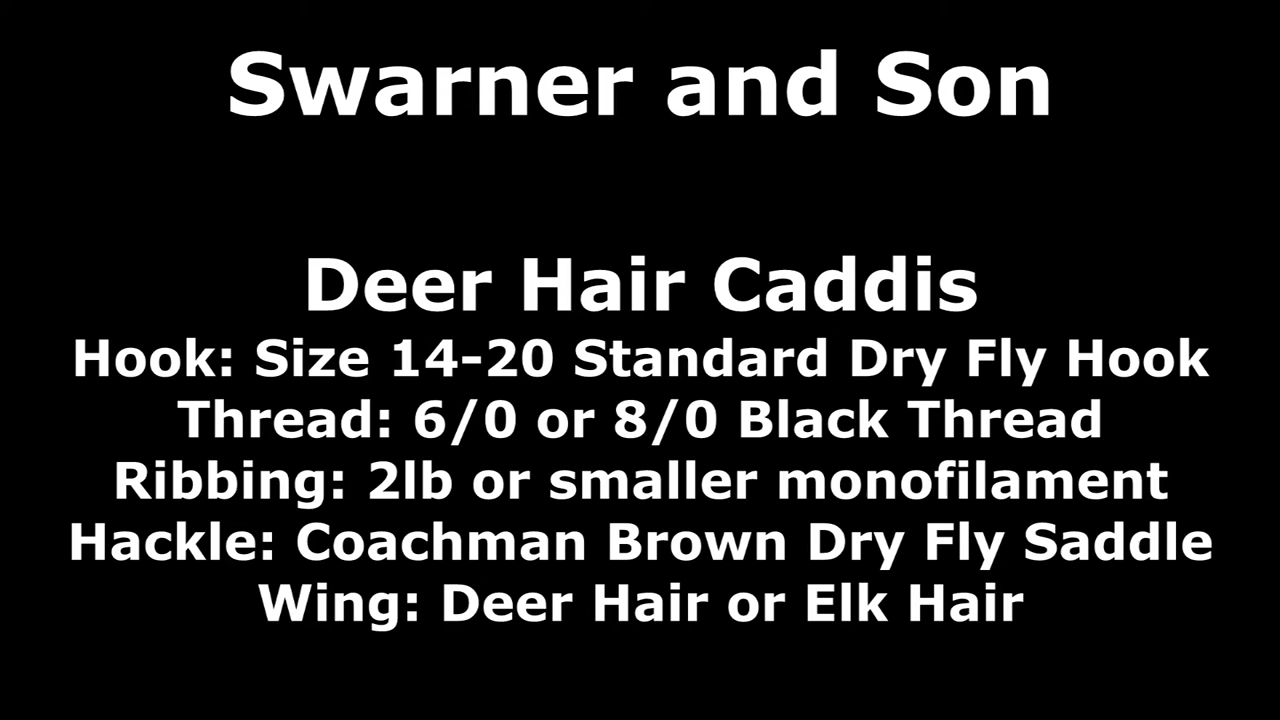 Swarner and Son
Deer Hair Caddis
Hook: Size 14-20 Standard Dry Fly Hook
Thread: 6/0 or 8/0 Black Thread
Ribbing: 2lb or smaller monofilament
Hackle: Coachman Brown Dry Fly Saddle
Wing: Deer Hair or Elk Hair